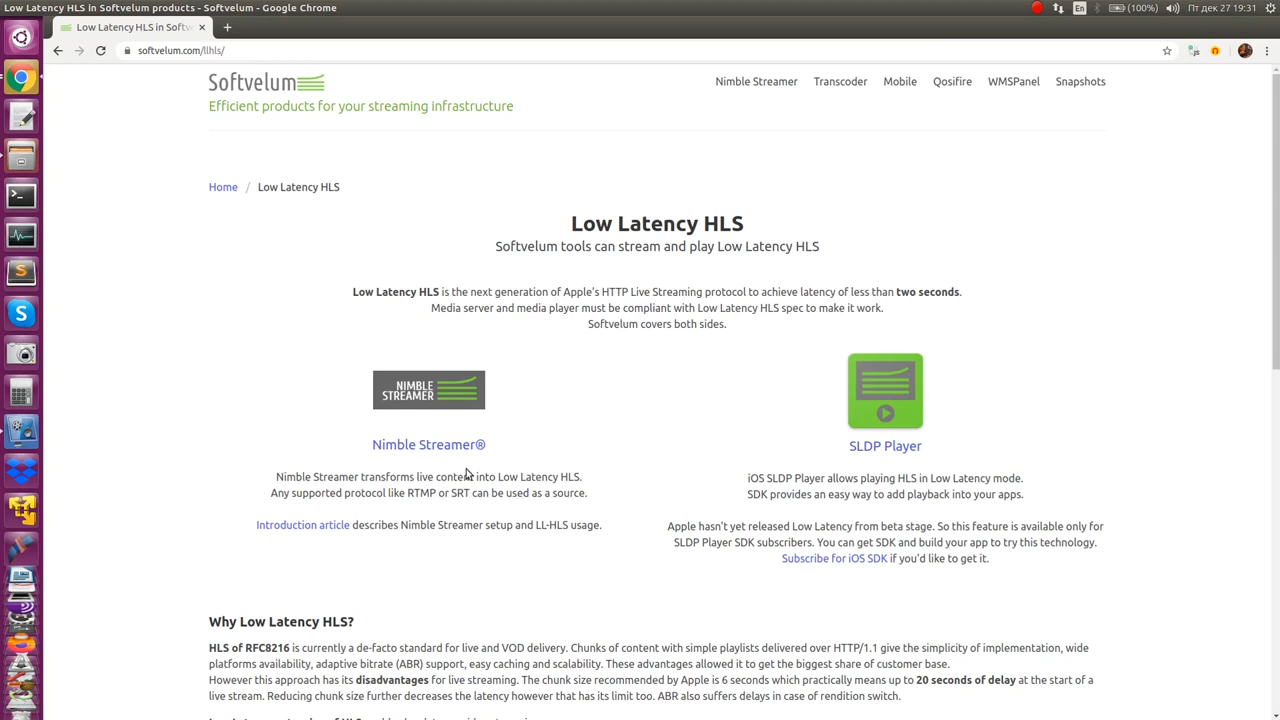 Low Latency HLS in Softvelum products - Softvelum - Google Chrome
En (100%) Пт дек 27 19:31
Low Latency HLS in Softv
softvelum.com/llhls/
Softvelum
Efficient products for your streaming infrastructure
Nimble Streamer Transcoder Mobile Qosifire WMSPanel Snapshots
Home / Low Latency HLS
Low Latency HLS
Softvelum tools can stream and play Low Latency HLS
Low Latency HLS is the next generation of Apple's HTTP Live Streaming protocol to achieve latency of less than two seconds.
Media server and media player must be compliant with Low Latency HLS spec to make it work.
Softvelum covers both sides.
NIMBLE
STREAMER
Nimble Streamer®
Nimble Streamer transforms live content into Low Latency HLS.
Any supported protocol like RTMP or SRT can be used as a source.
Introduction article describes Nimble Streamer setup and LL-HLS usage.
SLDP Player
iOS SLDP Player allows playing HLS in Low Latency mode.
SDK provides an easy way to add playback into your apps.
Apple hasn't yet released Low Latency from beta stage. So this feature is available only for
SLDP Player SDK subscribers. You can get SDK and build your app to try this technology.
Subscribe for iOS SDK if you'd like to get it.
Why Low Latency HLS?
HLS of RFC8216 is currently a de-facto standard for live and VOD delivery. Chunks of content with simple playlists delivered over HTTP/1.1 give the simplicity of implementation, wide
platforms availability, adaptive bitrate (ABR) support, easy caching and scalability. These advantages allowed it to get the biggest share of customer base.
However this approach has its disadvantages for live streaming. The chunk size recommended by Apple is 6 seconds which practically means up to 20 seconds of delay at the start of a
live stream. Reducing chunk size further decreases the latency however that has its limit too. ABR also suffers delays in case of rendition switch.